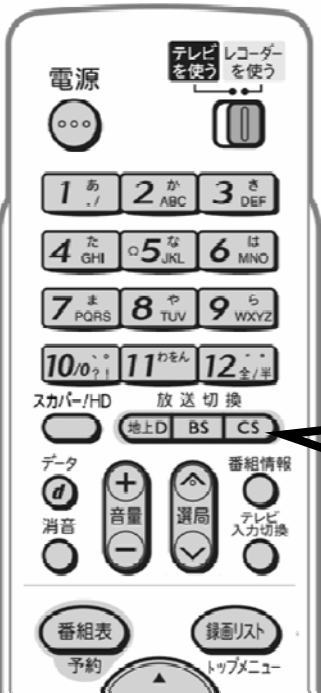 電源
テレビを使う
レコーダーを使う
1 あ ./
2 か ABC
3 さ DEF
4 た GHI
5 な JKL
6 は MNO
7 ま PQRS
8 や TUV
9 ら WXYZ
10/0 ゛゜?!
11 わをん
12 全/半
スカパー!HD
放送切換
地上D BS CS
データ
d
消音
+
音量
−
選局
番組情報
テレビ
入力切換
番組表
予約
録画リスト
トップメニュー